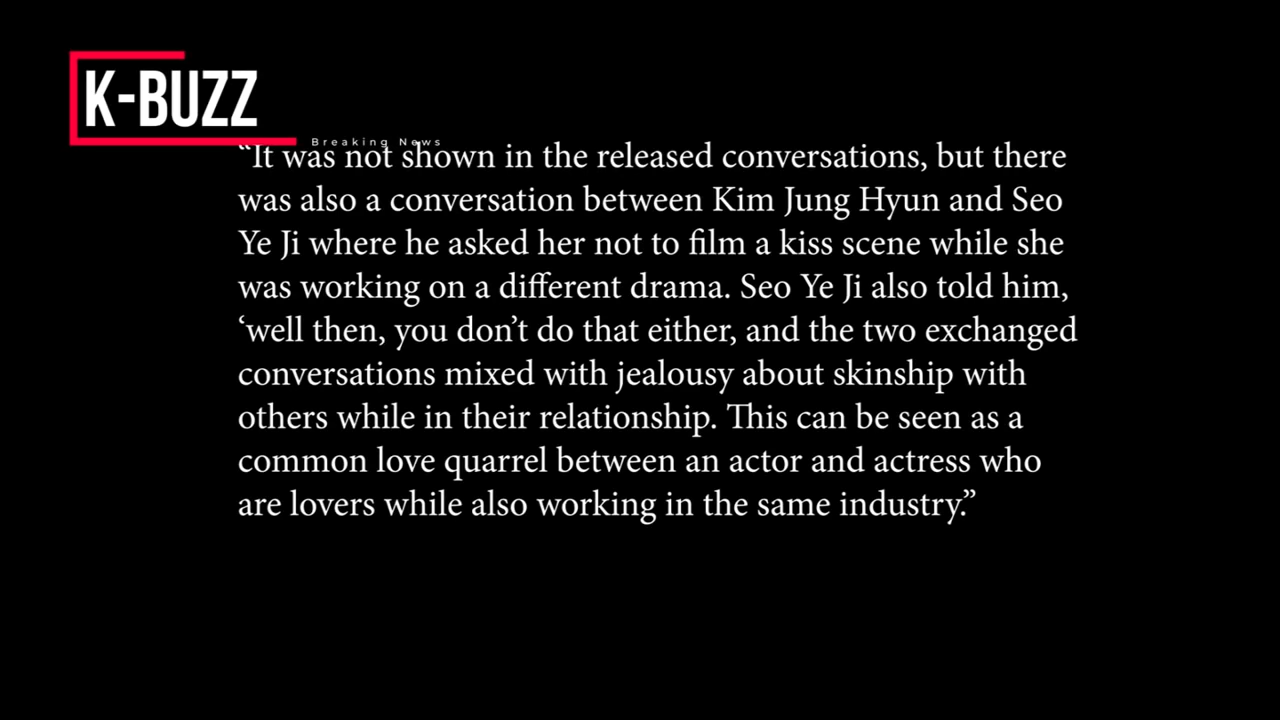 K-BUZZ
Breaking News
“It was not shown in the released conversations, but there
was also a conversation between Kim Jung Hyun and Seo
Ye Ji where he asked her not to film a kiss scene while she
was working on a different drama. Seo Ye Ji also told him,
‘well then, you don’t do that either, and the two exchanged
conversations mixed with jealousy about skinship with
others while in their relationship. This can be seen as a
common love quarrel between an actor and actress who
are lovers while also working in the same industry.”